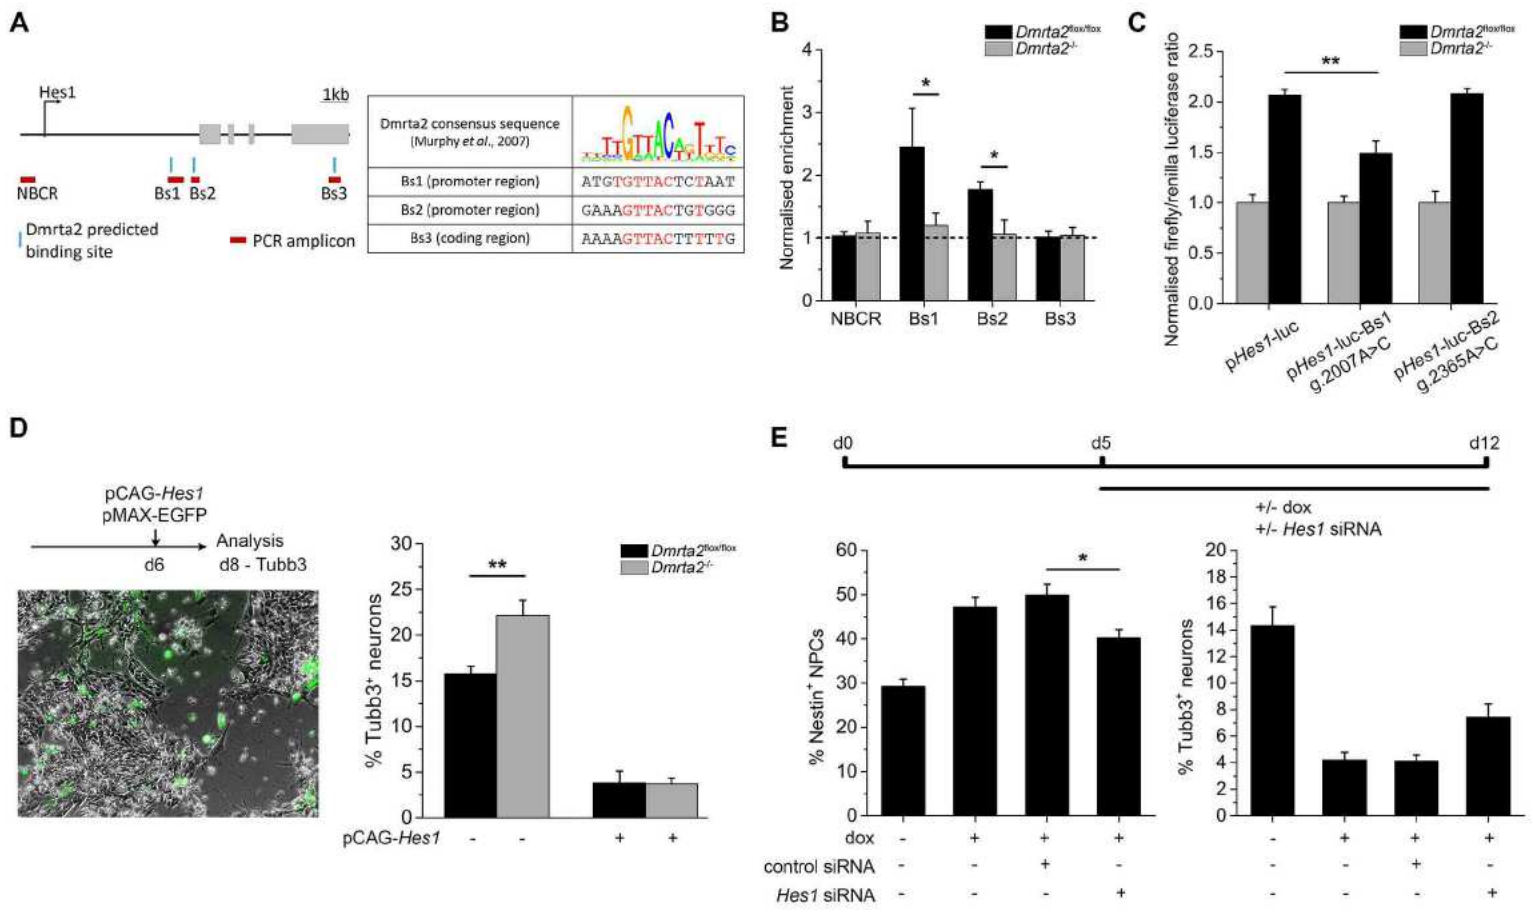 A
Hes1
1kb
NBCR
Bs1
Bs2
Bs3
Dmrta2 predicted
binding site
PCR amplicon
Dmrta2 consensus sequence
(Murphy et al., 2007)
Bs1 (promoter region)
ATGTGTTACTCTAAT
Bs2 (promoter region)
GAAAGTTACTGTGGG
Bs3 (coding region)
AAAAGTTACTTTTTG
B
Dmrta2flox/flox
Dmrta2-/-
Normalised enrichment
4
3
2
1
0
*
*
NBCR
Bs1
Bs2
Bs3
C
Dmrta2flox/flox
Dmrta2-/-
Normalised firefly/renilla luciferase ratio
2.5
2.0
1.5
1.0
0.5
0.0
**
pHes1-luc
pHes1-luc-Bs1
g.2007A>C
pHes1-luc-Bs2
g.2365A>C
D
pCAG-Hes1
pMAX-EGFP
Analysis
d6
d8 - Tubb3
% Tubb3+ neurons
30
25
20
15
10
5
0
**
Dmrta2flox/flox
Dmrta2-/-
pCAG-Hes1 - - + +
E
d0
d5
d12
+/- dox
+/- Hes1 siRNA
% Nestin+ NPCs
60
50
40
30
20
10
0
*
% Tubb3+ neurons
20
18
16
14
12
10
8
6
4
2
0
dox - + + + - + + +
control siRNA - - + - - - + -
Hes1 siRNA - - - + - - - +